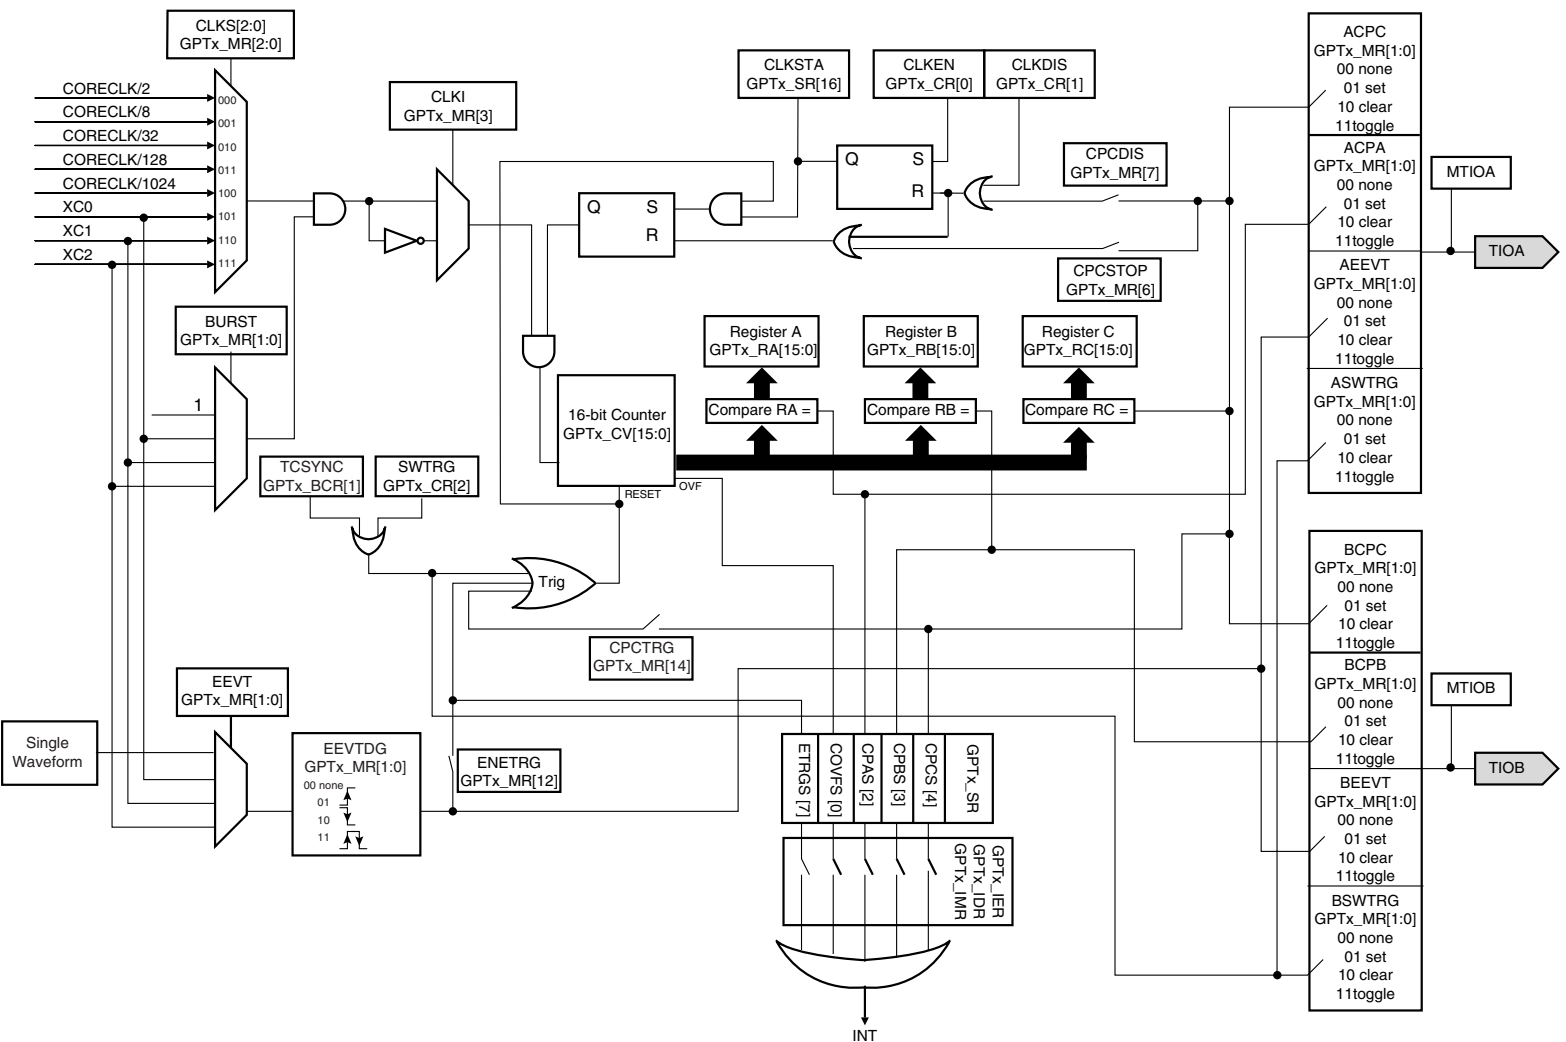 CLKS[2:0]
GPTx_MR[2:0]
CORECLK/2
CORECLK/8
CORECLK/32
CORECLK/128
CORECLK/1024
XC0
XC1
XC2
000
001
010
011
100
101
110
111
CLKI
GPTx_MR[3]
CLKSTA
GPTx_SR[16]
CLKEN
GPTx_CR[0]
CLKDIS
GPTx_CR[1]
Q
S
R
Q
S
R
CPCDIS
GPTx_MR[7]
CPCSTOP
GPTx_MR[6]
BURST
GPTx_MR[1:0]
1
Register A
GPTx_RA[15:0]
Register B
GPTx_RB[15:0]
Register C
GPTx_RC[15:0]
Compare RA =
Compare RB =
Compare RC =
16-bit Counter
GPTx_CV[15:0]
RESET
OVF
TCSYNC
GPTx_BCR[1]
SWTRG
GPTx_CR[2]
Trig
CPCTRG
GPTx_MR[14]
EEVT
GPTx_MR[1:0]
Single
Waveform
EEVTDG
GPTx_MR[1:0]
00 none
01
10
11
ENETRG
GPTx_MR[12]
ETRGS [7]
COVFS [0]
CPAS [2]
CPBS [3]
CPCS [4]
GPTx_SR
GPTx_IER
GPTx_IDR
GPTx_IMR
INT
ACPC
GPTx_MR[1:0]
00 none
01 set
10 clear
11toggle
ACPA
GPTx_MR[1:0]
00 none
01 set
10 clear
11toggle
AEEVT
GPTx_MR[1:0]
00 none
01 set
10 clear
11toggle
ASWTRG
GPTx_MR[1:0]
00 none
01 set
10 clear
11toggle
MTIOA
TIOA
BCPC
GPTx_MR[1:0]
00 none
01 set
10 clear
11toggle
BCPB
GPTx_MR[1:0]
00 none
01 set
10 clear
11toggle
BEEVT
GPTx_MR[1:0]
00 none
01 set
10 clear
11toggle
BSWTRG
GPTx_MR[1:0]
00 none
01 set
10 clear
11toggle
MTIOB
TIOB